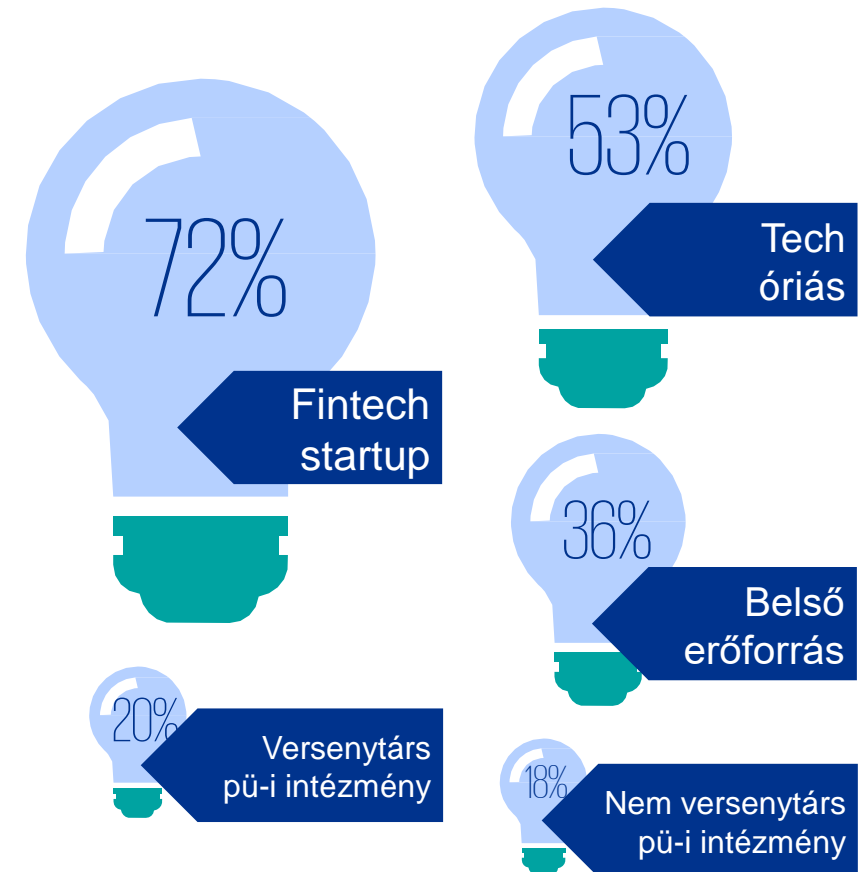 72%
Fintech
startup
53%
Tech
óriás
36%
Belső
erőforrás
20%
Versenytárs
pü-i intézmény
18%
Nem versenytárs
pü-i intézmény